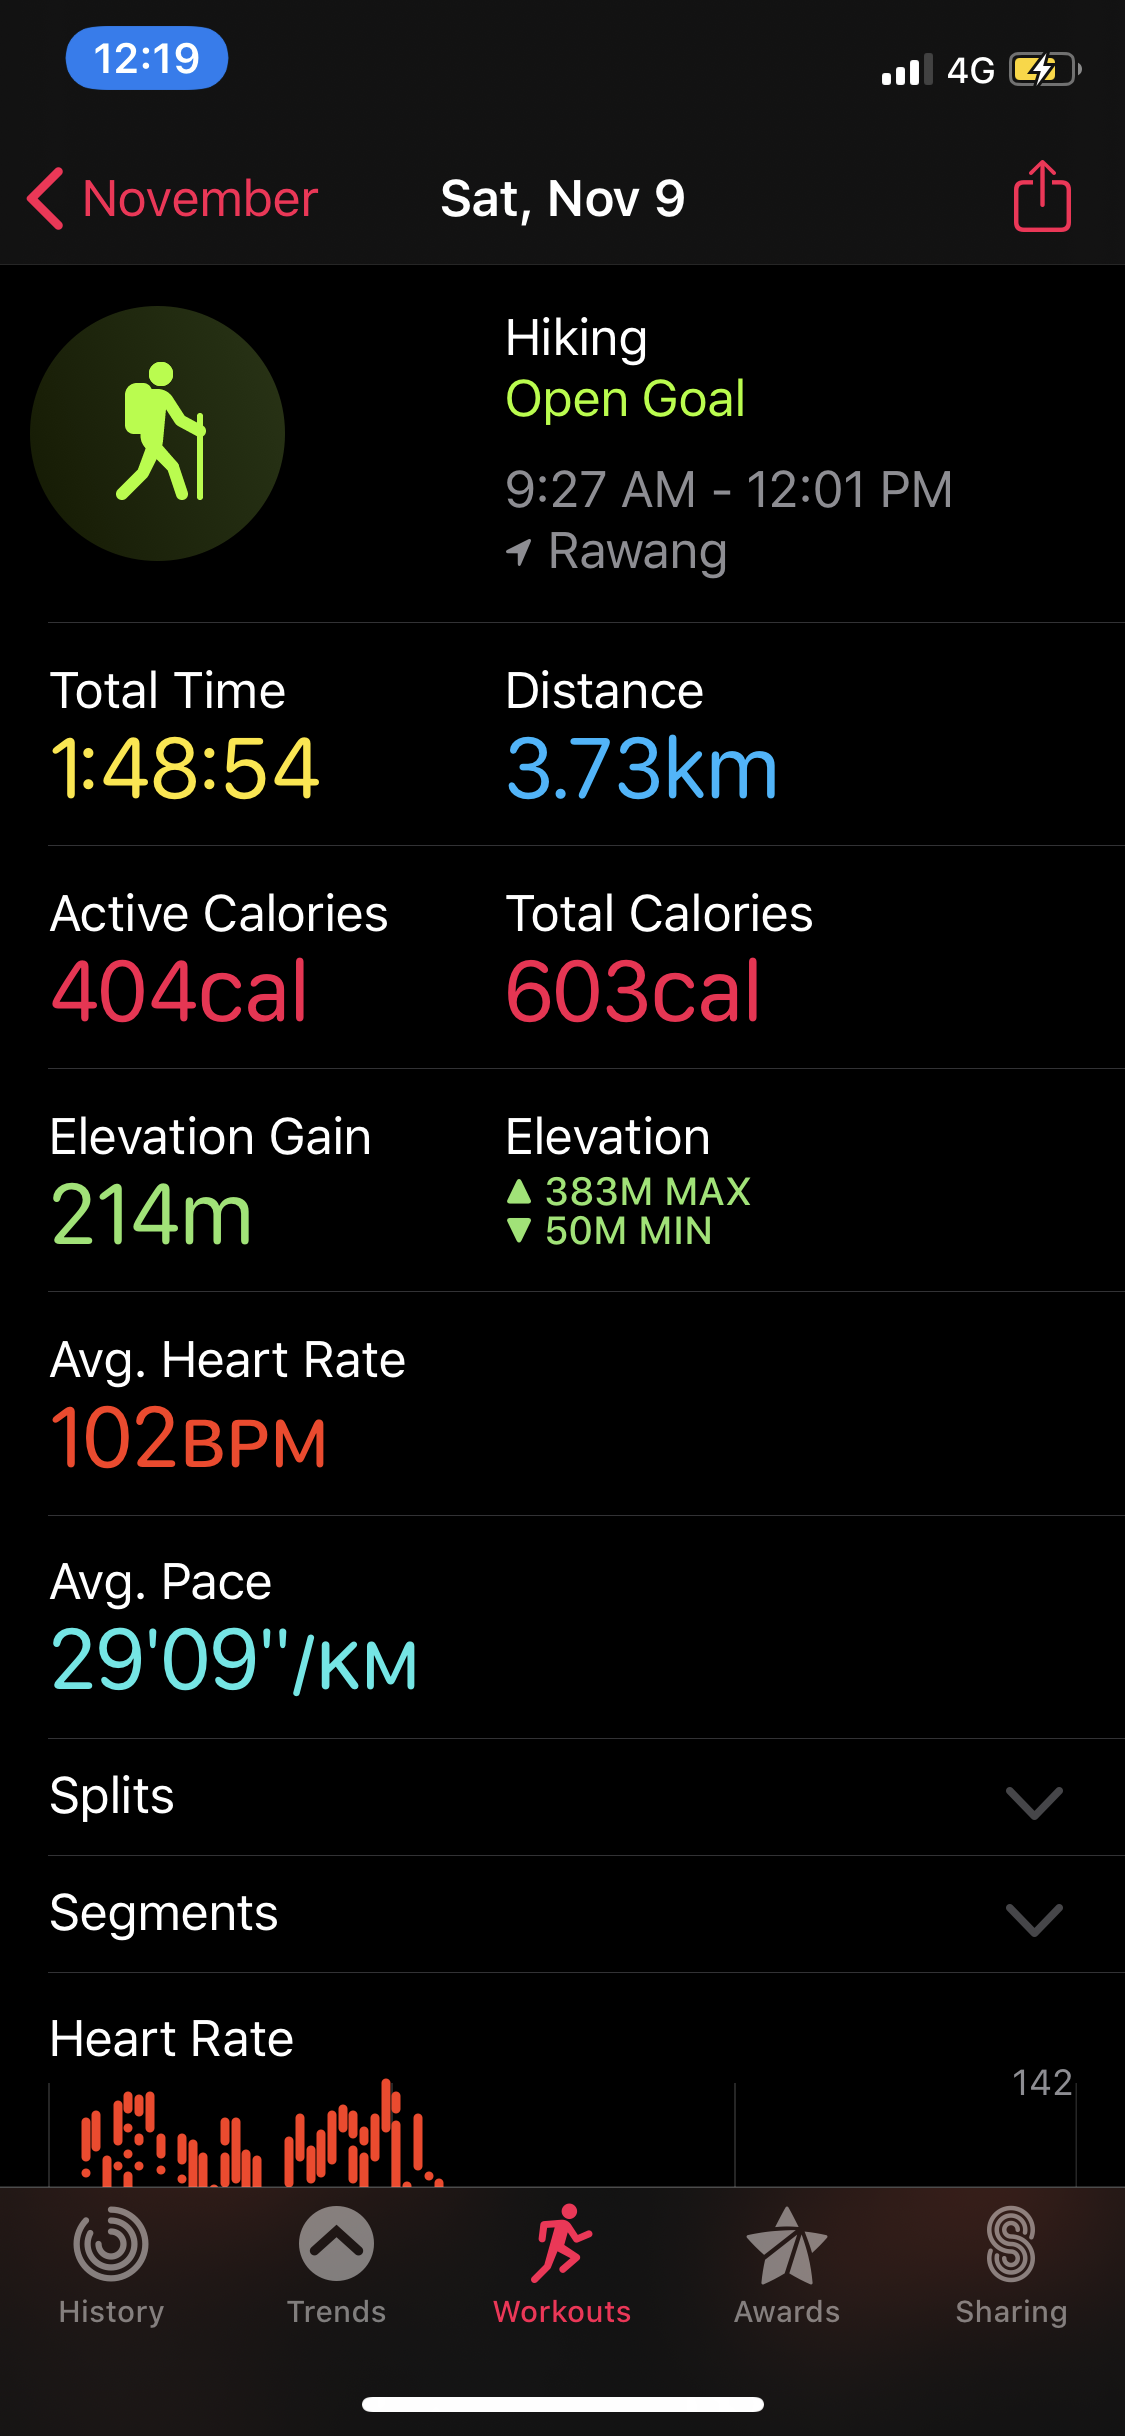 12:19
4G
November
Sat, Nov 9
Hiking
Open Goal
9:27 AM - 12:01 PM
Rawang
Total Time
1:48:54
Distance
3.73km
Active Calories
404cal
Total Calories
603cal
Elevation Gain
214m
Elevation
383M MAX
50M MIN
Avg. Heart Rate
102BPM
Avg. Pace
29'09"/KM
Splits
Segments
Heart Rate
142
History
Trends
Workouts
Awards
Sharing